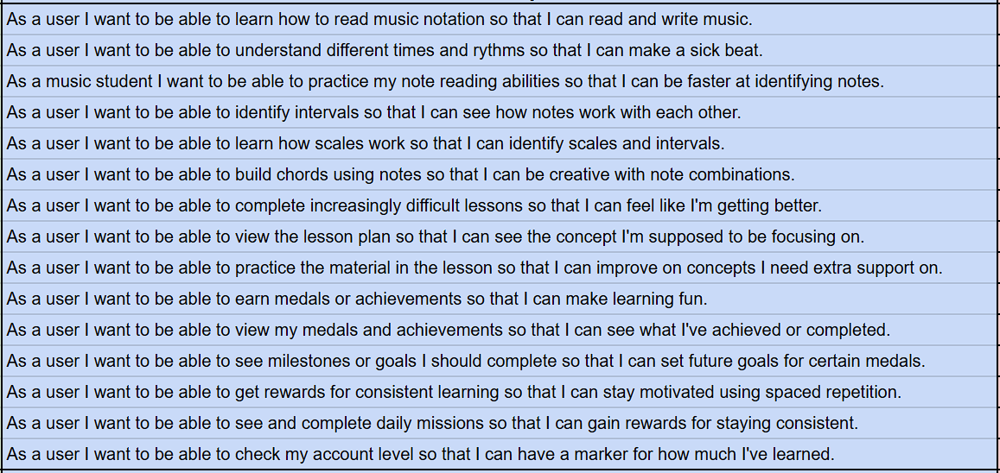 As a user I want to be able to learn how to read music notation so that I can read and write music.
As a user I want to be able to understand different times and rythms so that I can make a sick beat.
As a music student I want to be able to practice my note reading abilities so that I can be faster at identifying notes.
As a user I want to be able to identify intervals so that I can see how notes work with each other.
As a user I want to be able to learn how scales work so that I can identify scales and intervals.
As a user I want to be able to build chords using notes so that I can be creative with note combinations.
As a user I want to be able to complete increasingly difficult lessons so that I can feel like I'm getting better.
As a user I want to be able to view the lesson plan so that I can see the concept I'm supposed to be focusing on.
As a user I want to be able to practice the material in the lesson so that I can improve on concepts I need extra support on.
As a user I want to be able to earn medals or achievements so that I can make learning fun.
As a user I want to be able to view my medals and achievements so that I can see what I've achieved or completed.
As a user I want to be able to see milestones or goals I should complete so that I can set future goals for certain medals.
As a user I want to be able to get rewards for consistent learning so that I can stay motivated using spaced repetition.
As a user I want to be able to see and complete daily missions so that I can gain rewards for staying consistent.
As a user I want to be able to check my account level so that I can have a marker for how much I've learned.